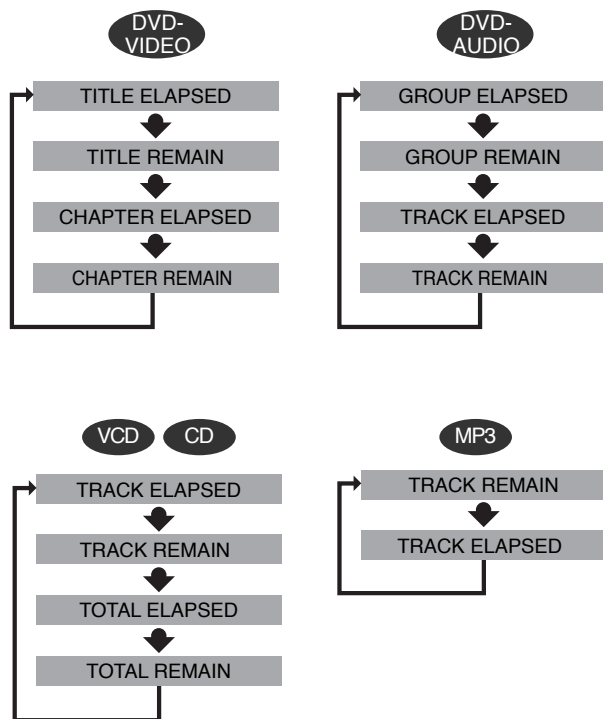 DVD-
VIDEO
TITLE ELAPSED
TITLE REMAIN
CHAPTER ELAPSED
CHAPTER REMAIN
DVD-
AUDIO
GROUP ELAPSED
GROUP REMAIN
TRACK ELAPSED
TRACK REMAIN
VCD CD
TRACK ELAPSED
TRACK REMAIN
TOTAL ELAPSED
TOTAL REMAIN
MP3
TRACK REMAIN
TRACK ELAPSED